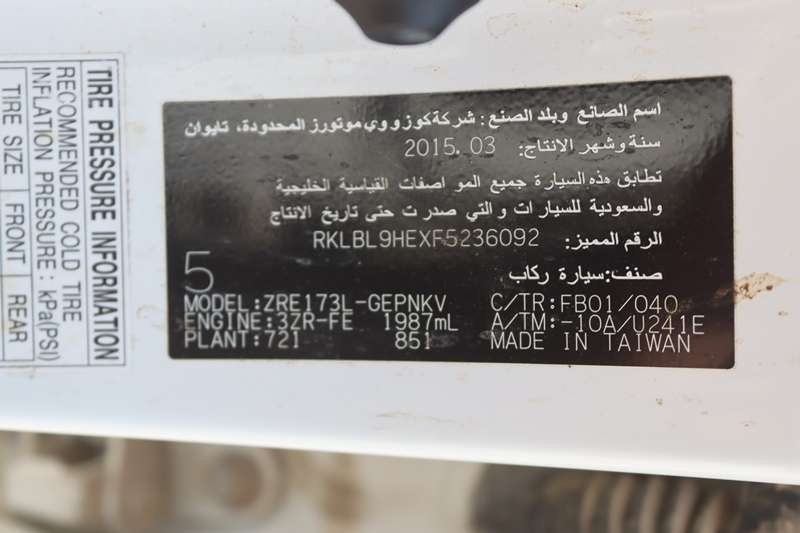 اسم الصانع وبلد الصنع: شركة كوزووي موتورز المحدودة، تايوان
سنة وشهر الانتاج: 2015.03
تطابق هذه السيارة جميع المواصفات القياسية الخليجية
والسعودية للسيارات والتي صدرت حتى تاريخ الانتاج
الرقم المميز: RKLBL9HEXF5236092
صنف: سيارة ركاب
5
MODEL:ZRE173L-GEPNKV C/TR:FB01/040
ENGINE:3ZR-FE 1987mL A/TM:-10A/U241E
PLANT:721 851 MADE IN TAIWAN
TIRE PRESSURE INFORMATION
RECOMMENDED COLD TIRE
INFLATION PRESSURE : kPa(PSI)
TIRE SIZE FRONT REAR